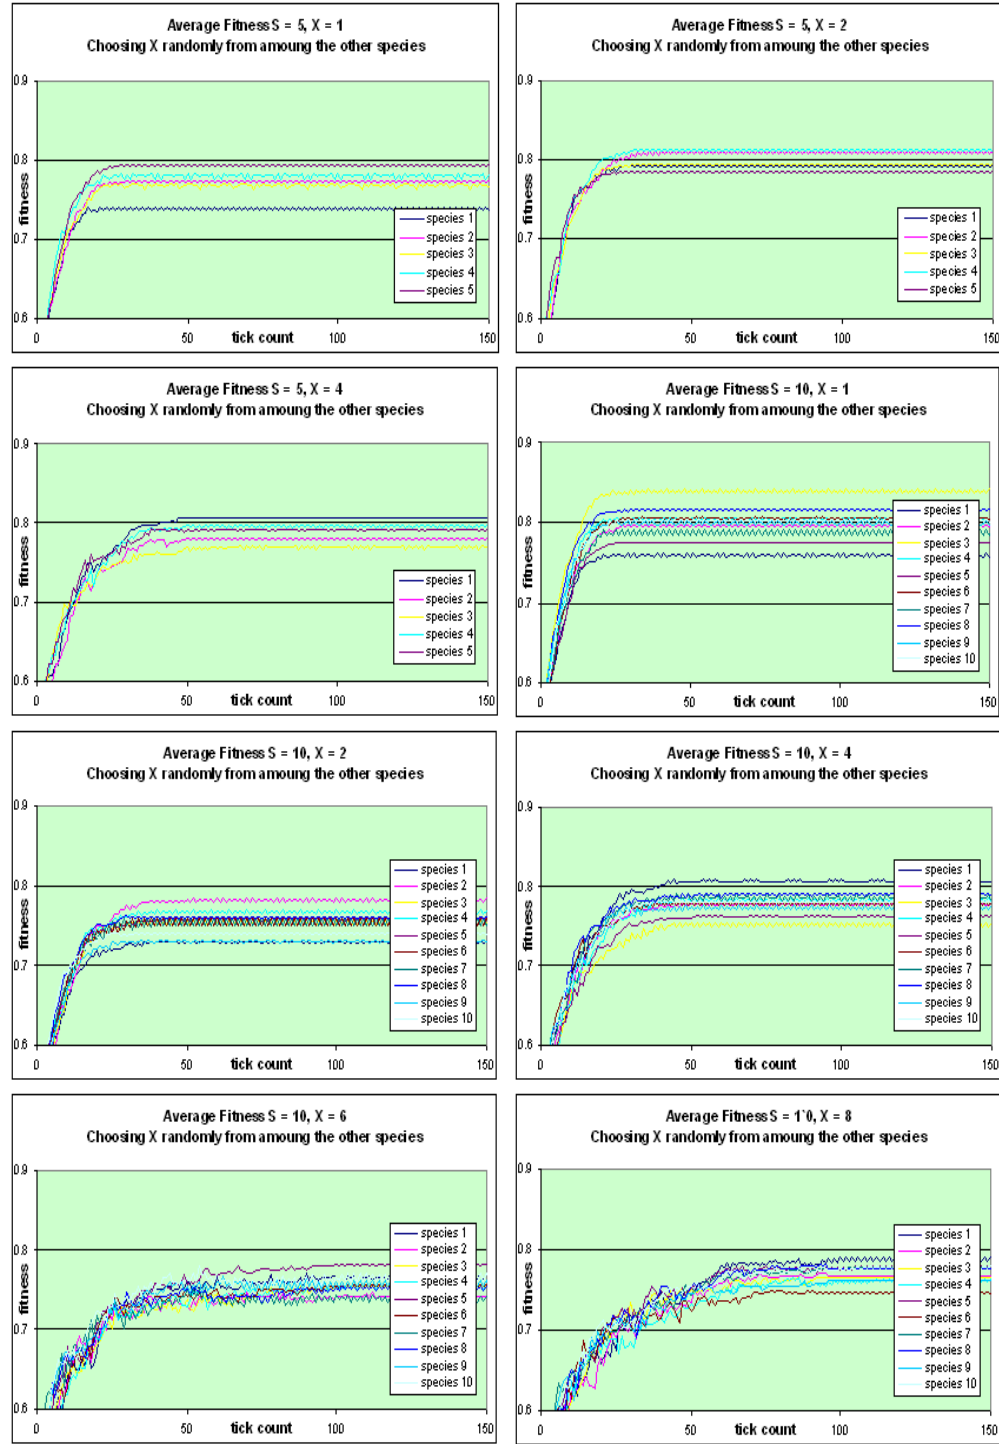 Average Fitness S = 5, X = 1
Choosing X randomly from amoung the other species
0.9
0.8
0.7
0.6
fitness
species 1
species 2
species 3
species 4
species 5
0
50
100
150
tick count
Average Fitness S = 5, X = 2
Choosing X randomly from amoung the other species
0.9
0.8
0.7
0.6
fitness
species 1
species 2
species 3
species 4
species 5
0
50
100
150
tick count
Average Fitness S = 5, X = 4
Choosing X randomly from amoung the other species
0.9
0.8
0.7
0.6
fitness
species 1
species 2
species 3
species 4
species 5
0
50
100
150
tick count
Average Fitness S = 10, X = 1
Choosing X randomly from amoung the other species
0.9
0.8
0.7
0.6
fitness
species 1
species 2
species 3
species 4
species 5
species 6
species 7
species 8
species 9
species 10
0
50
100
150
tick count
Average Fitness S = 10, X = 2
Choosing X randomly from amoung the other species
0.9
0.8
0.7
0.6
fitness
species 1
species 2
species 3
species 4
species 5
species 6
species 7
species 8
species 9
species 10
0
50
100
150
tick count
Average Fitness S = 10, X = 4
Choosing X randomly from amoung the other species
0.9
0.8
0.7
0.6
fitness
species 1
species 2
species 3
species 4
species 5
species 6
species 7
species 8
species 9
species 10
0
50
100
150
tick count
Average Fitness S = 10, X = 6
Choosing X randomly from amoung the other species
0.9
0.8
0.7
0.6
fitness
species 1
species 2
species 3
species 4
species 5
species 6
species 7
species 8
species 9
species 10
0
50
100
150
tick count
Average Fitness S = 1`0, X = 8
Choosing X randomly from amoung the other species
0.9
0.8
0.7
0.6
fitness
species 1
species 2
species 3
species 4
species 5
species 6
species 7
species 8
species 9
species 10
0
50
100
150
tick count